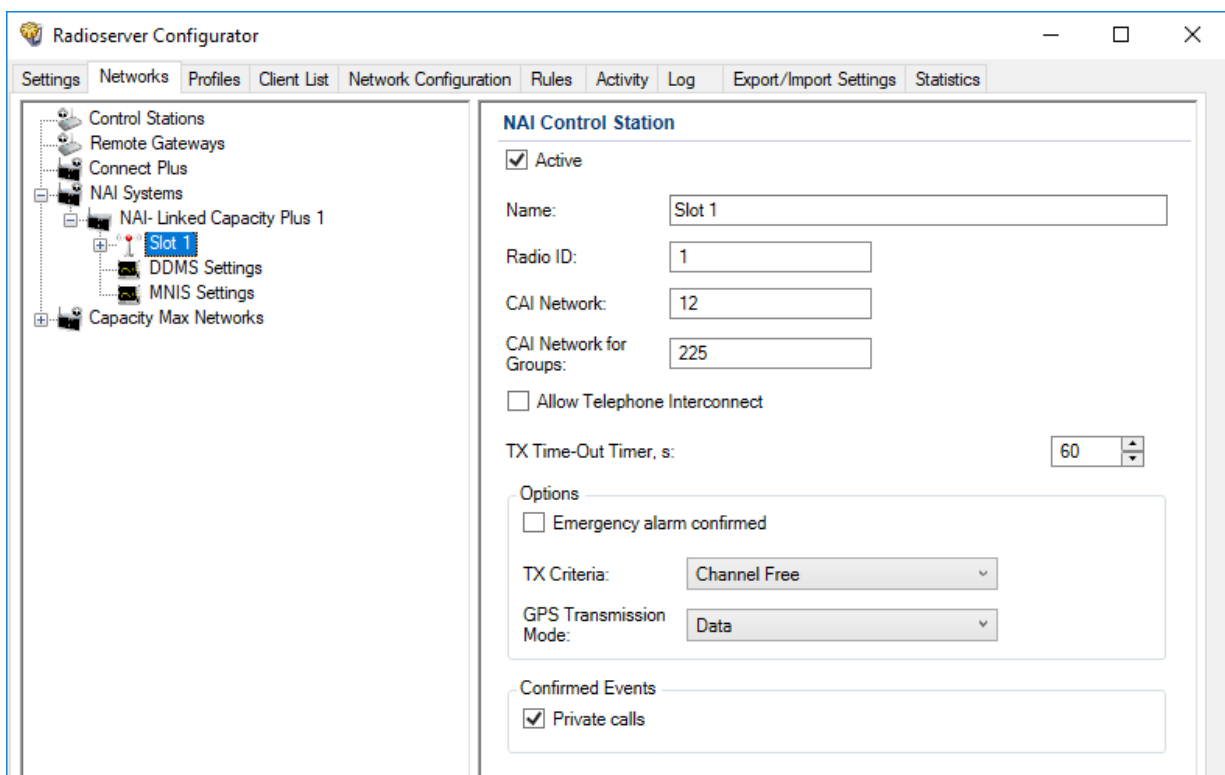 Radioserver Configurator
Settings Networks Profiles Client List Network Configuration Rules Activity Log Export/Import Settings Statistics
Control Stations
Remote Gateways
Connect Plus
NAI Systems
NAI- Linked Capacity Plus 1
Slot 1
DDMS Settings
MNIS Settings
Capacity Max Networks
NAI Control Station
Active
Name: Slot 1
Radio ID: 1
CAI Network: 12
CAI Network for
Groups: 225
Allow Telephone Interconnect
TX Time-Out Timer, s: 60
Options
Emergency alarm confirmed
TX Criteria: Channel Free
GPS Transmission
Mode: Data
Confirmed Events
Private calls